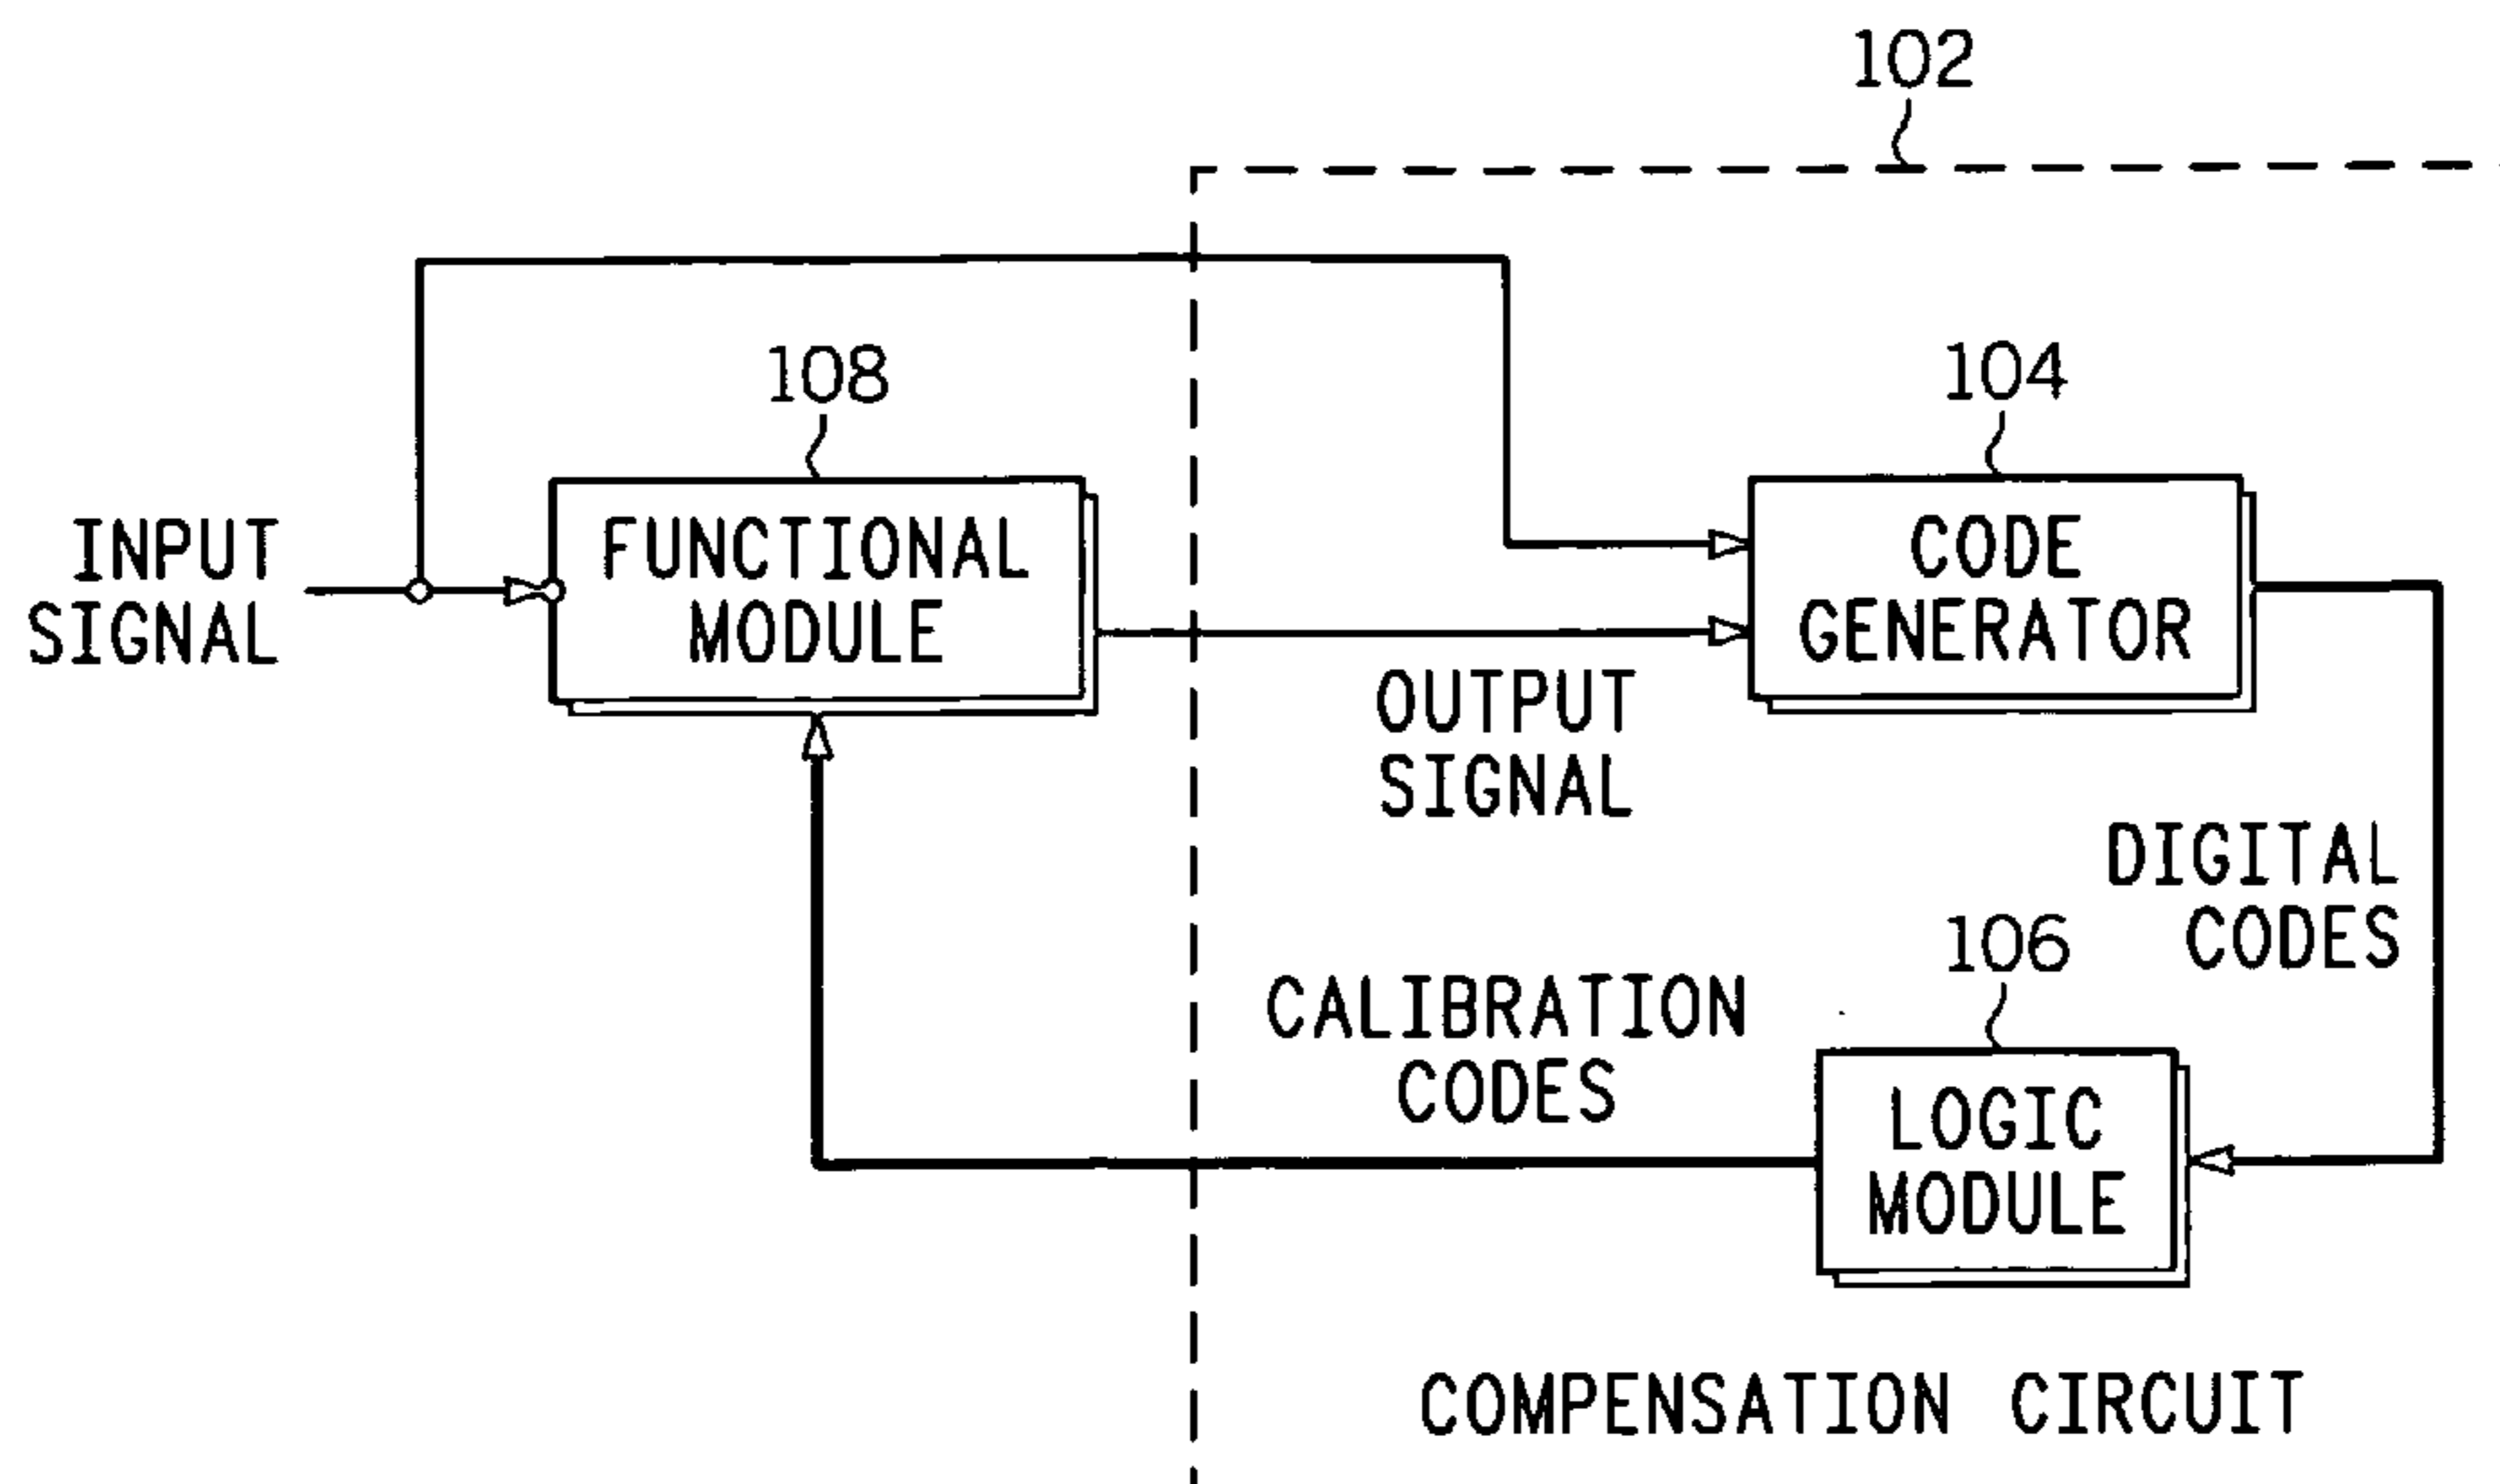 102
108
104
INPUT
SIGNAL
FUNCTIONAL
MODULE
CODE
GENERATOR
OUTPUT
SIGNAL
DIGITAL
CODES
106
CALIBRATION
CODES
LOGIC
MODULE
COMPENSATION CIRCUIT